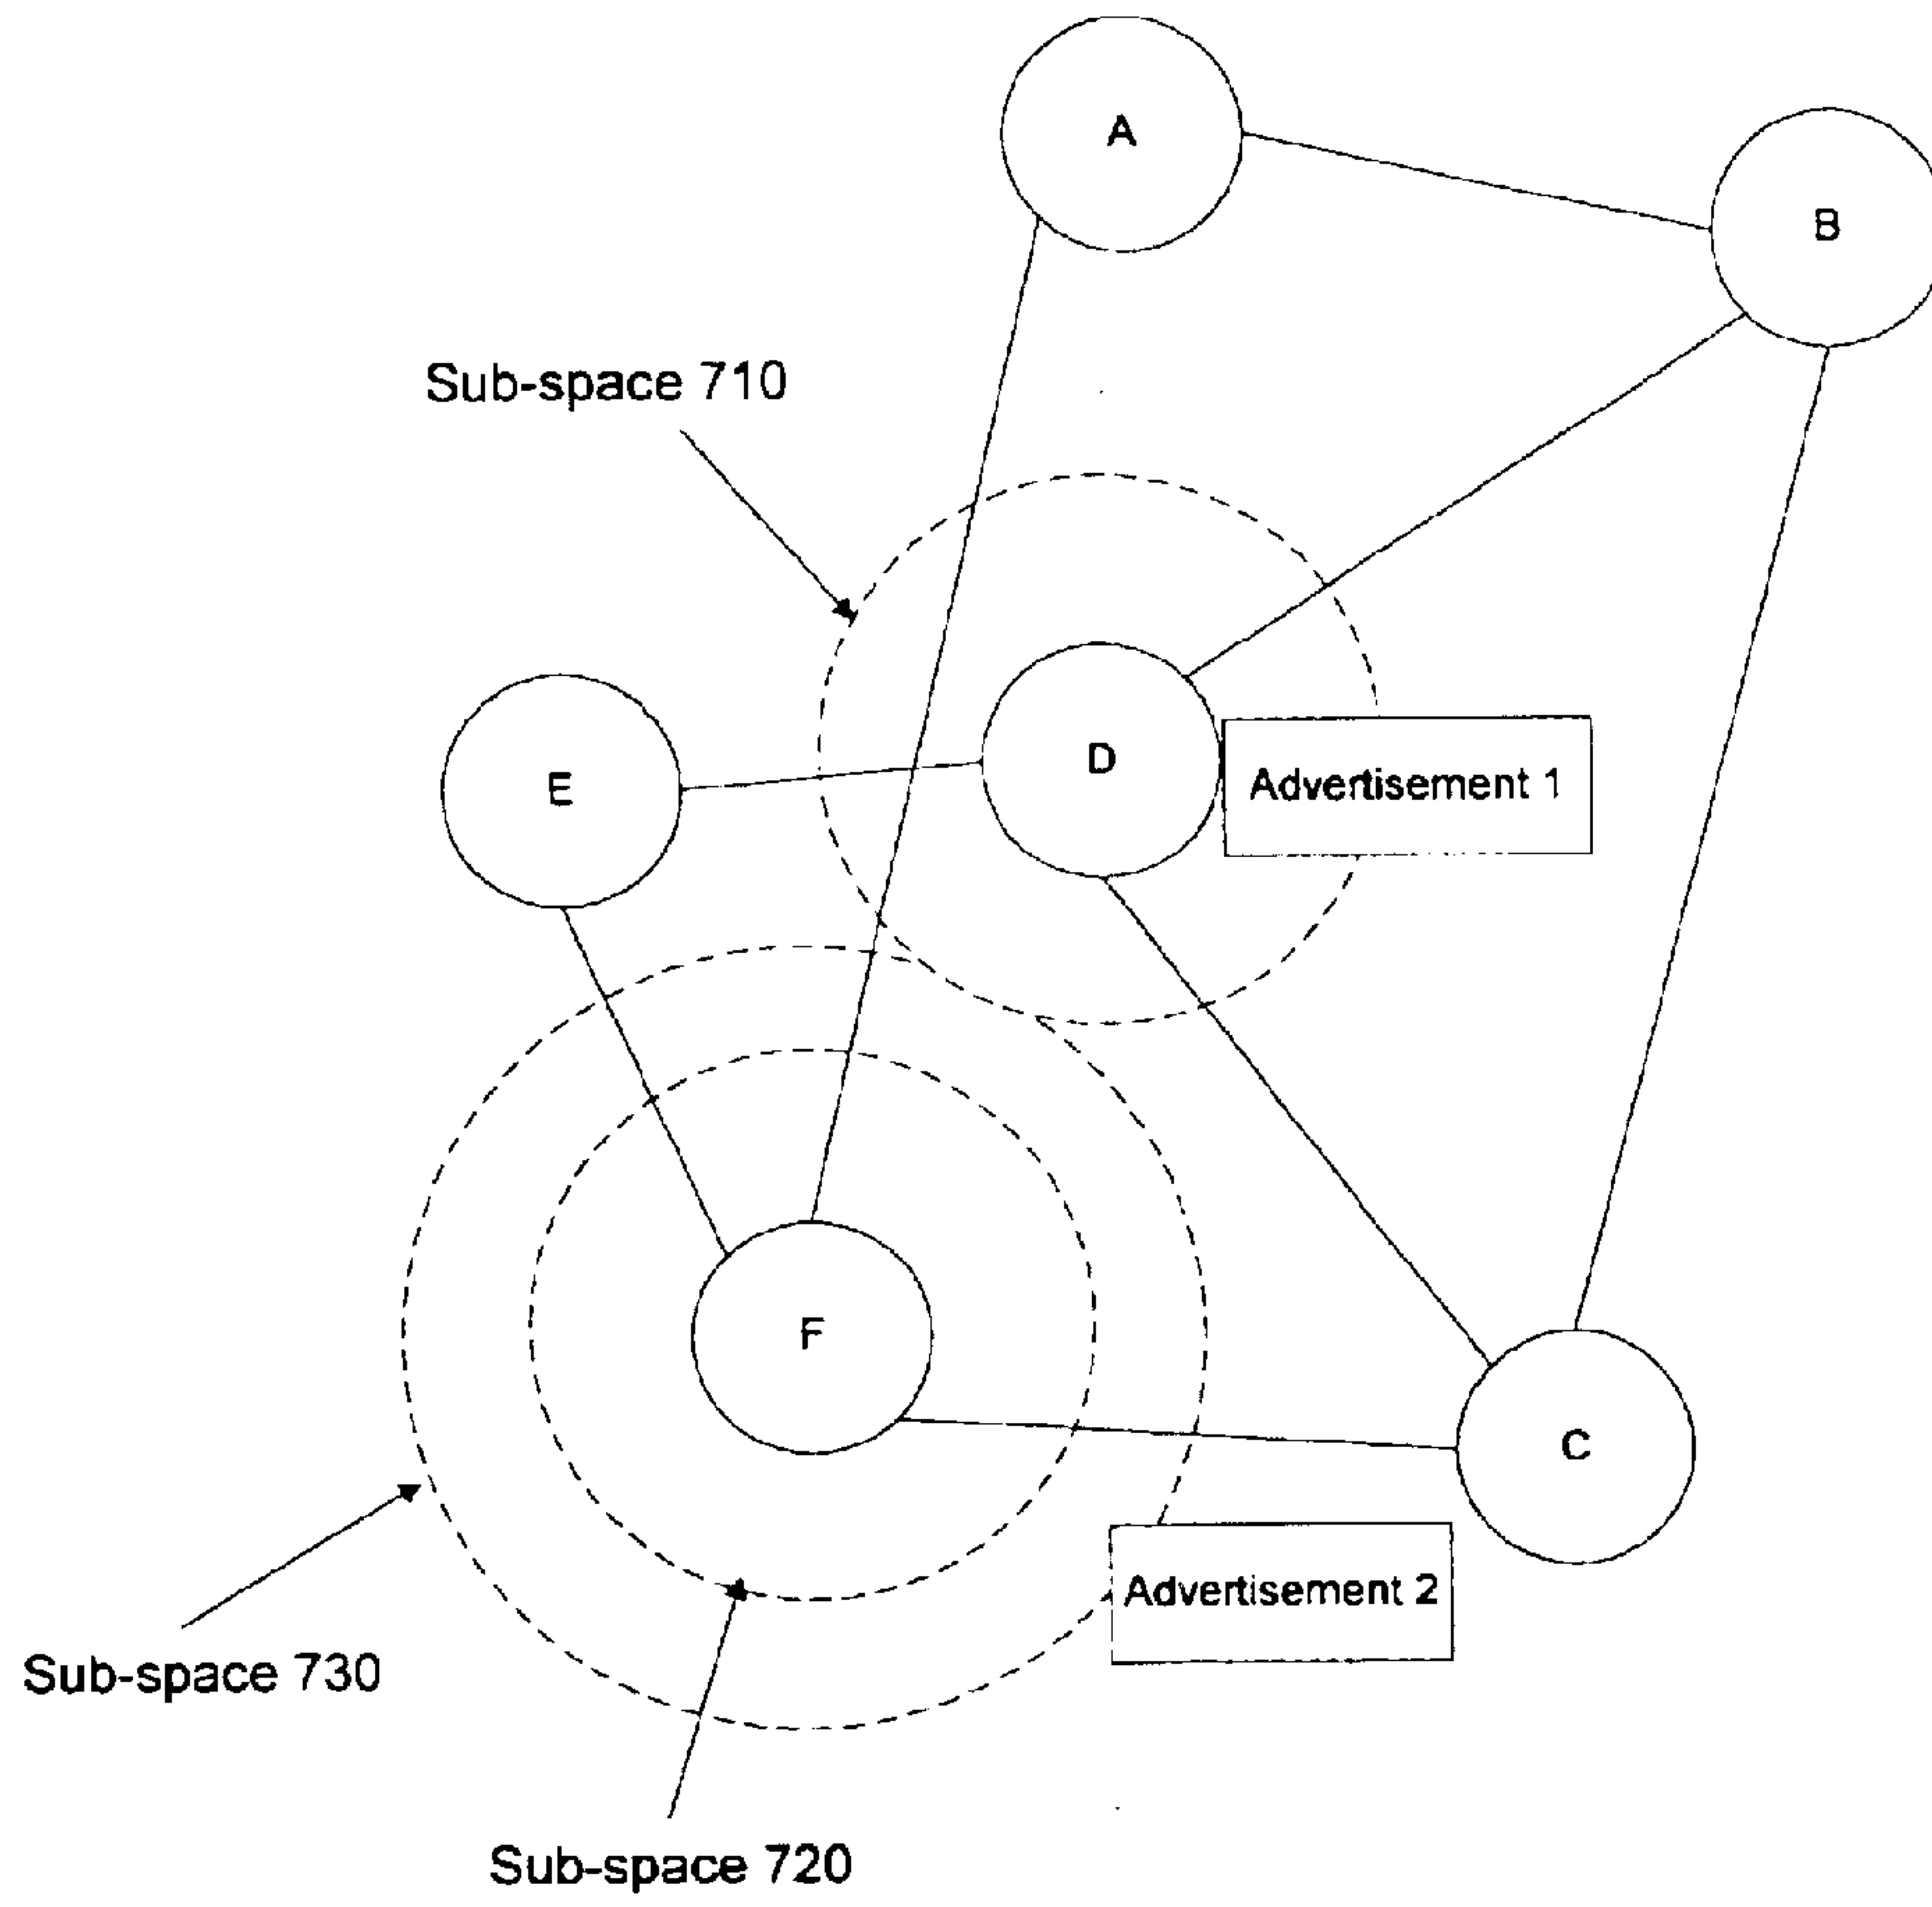 A
B
Sub-space 710
D
E
Advertisement 1
F
C
Advertisement 2
Sub-space 730
Sub-space 720